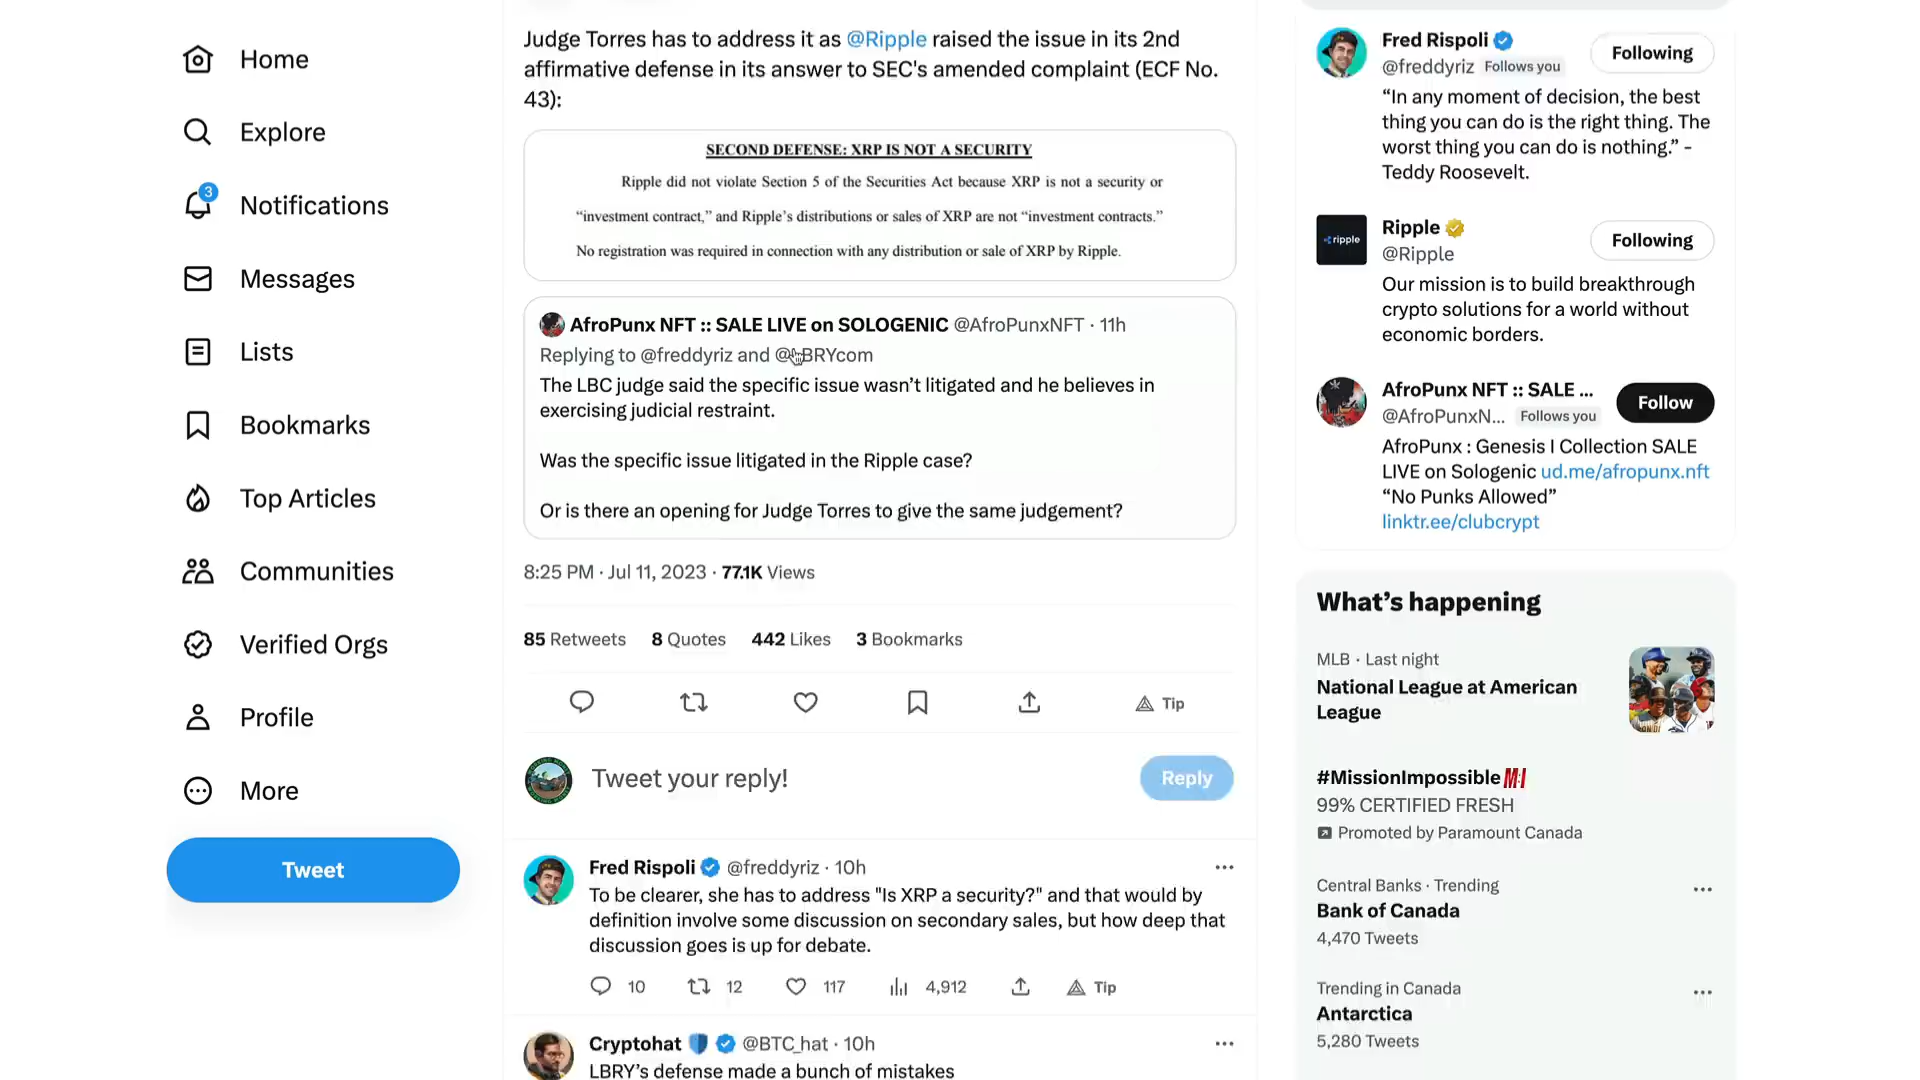 Home
Explore
3
Notifications
Messages
Lists
Bookmarks
Top Articles
Communities
Verified Orgs
Profile
More
Tweet
Judge Torres has to address it as @Ripple raised the issue in its 2nd
affirmative defense in its answer to SEC's amended complaint (ECF No.
43):
SECOND DEFENSE: XRP IS NOT A SECURITY
Ripple did not violate Section 5 of the Securities Act because XRP is not a security or
“investment contract,” and Ripple’s distributions or sales of XRP are not “investment contracts.”
No registration was required in connection with any distribution or sale of XRP by Ripple.
AfroPunx NFT :: SALE LIVE on SOLOGENIC @AfroPunxNFT · 11h
Replying to @freddyriz and @LBRYcom
The LBC judge said the specific issue wasn’t litigated and he believes in
exercising judicial restraint.
Was the specific issue litigated in the Ripple case?
Or is there an opening for Judge Torres to give the same judgement?
8:25 PM · Jul 11, 2023 · 77.1K Views
85 Retweets 8 Quotes 442 Likes 3 Bookmarks
Tip
Tweet your reply!
Reply
Fred Rispoli @freddyriz · 10h
To be clearer, she has to address "Is XRP a security?" and that would by
definition involve some discussion on secondary sales, but how deep that
discussion goes is up for debate.
10 12 117 4,912 Tip
Cryptohat @BTC_hat · 10h
LBRY’s defense made a bunch of mistakes
Fred Rispoli
Following
@freddyriz Follows you
“In any moment of decision, the best
thing you can do is the right thing. The
worst thing you can do is nothing.” -
Teddy Roosevelt.
ripple
Ripple
Following
@Ripple
Our mission is to build breakthrough
crypto solutions for a world without
economic borders.
AfroPunx NFT :: SALE ...
Follow
@AfroPunxN... Follows you
AfroPunx : Genesis I Collection SALE
LIVE on Sologenic ud.me/afropunx.nft
“No Punks Allowed”
linktr.ee/clubcrypt
What’s happening
MLB · Last night
National League at American
League
#MissionImpossible
99% CERTIFIED FRESH
Promoted by Paramount Canada
Central Banks · Trending
Bank of Canada
4,470 Tweets
Trending in Canada
Antarctica
5,280 Tweets